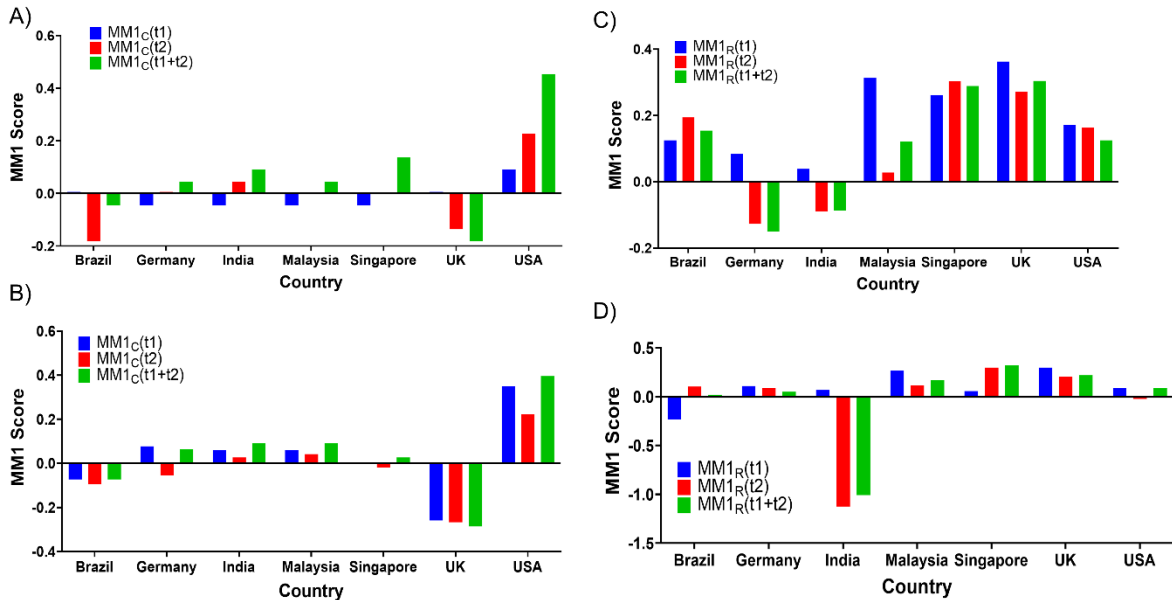 A)
MM1C(t1)
MM1C(t2)
MM1C(t1+t2)
MM1 Score
0.6
0.4
0.2
0.0
-0.2
Brazil Germany India Malaysia Singapore UK USA
Country
B)
MM1C(t1)
MM1C(t2)
MM1C(t1+t2)
MM1 Score
0.6
0.4
0.2
0.0
-0.2
-0.4
Brazil Germany India Malaysia Singapore UK USA
Country
C)
MM1R(t1)
MM1R(t2)
MM1R(t1+t2)
MM1 Score
0.4
0.2
0.0
-0.2
Brazil Germany India Malaysia Singapore UK USA
Country
D)
MM1 Score
0.5
0.0
-0.5
-1.0
-1.5
MM1R(t1)
MM1R(t2)
MM1R(t1+t2)
Brazil Germany India Malaysia Singapore UK USA
Country